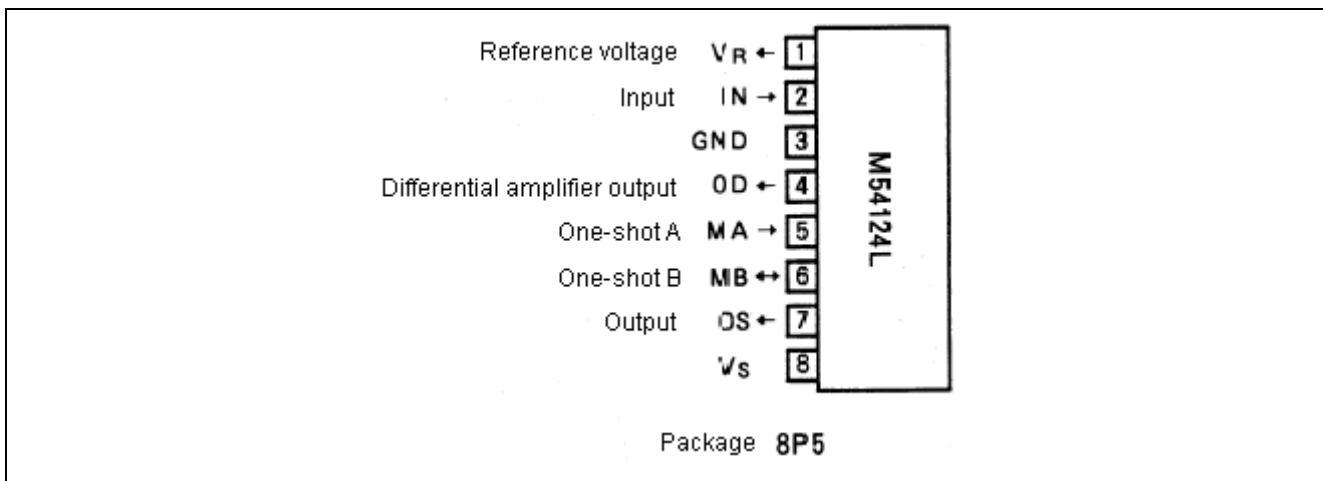 Reference voltage VR ← 1
Input IN → 2
GND 3
Differential amplifier output OD ← 4
One-shot A MA → 5
One-shot B MB ↔ 6
Output OS ← 7
VS 8
M54124L
Package 8P5